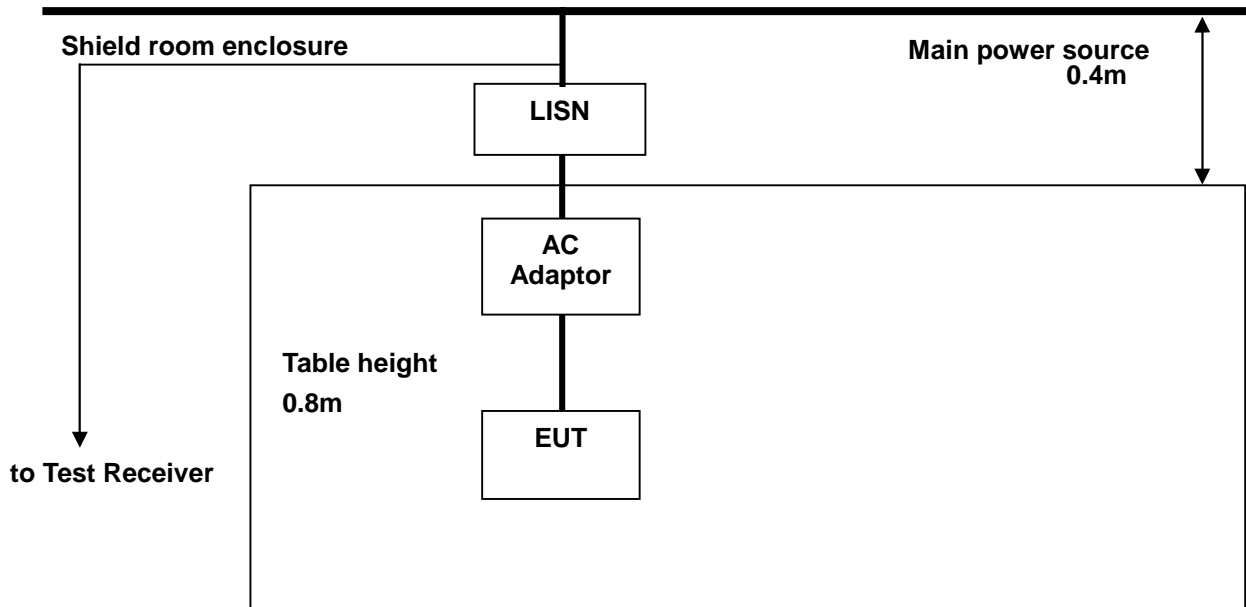 Shield room enclosure
Main power source
0.4m
LISN
AC
Adaptor
Table height
0.8m
EUT
to Test Receiver